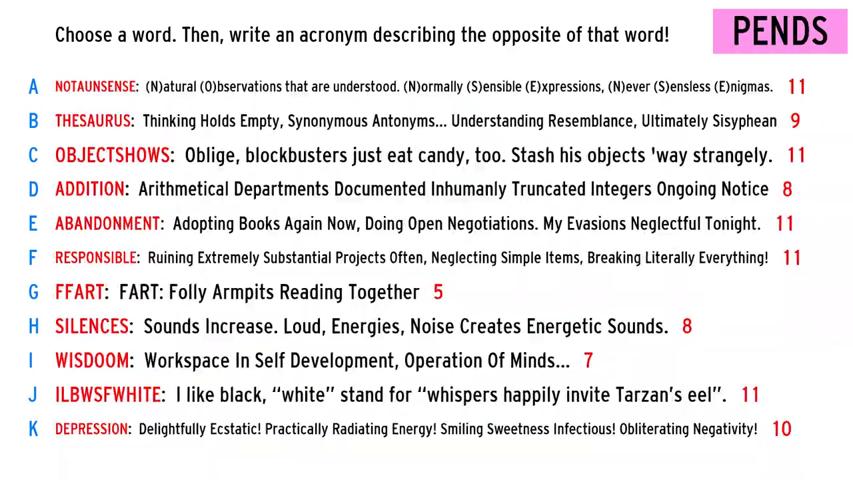 Choose a word. Then, write an acronym describing the opposite of that word!
PENDS
A NOTAUNSENSE: (N)atural (O)bservations that are understood. (N)ormally (S)ensible (E)xpressions, (N)ever (S)ensless (E)nigmas. 11
B THESAURUS: Thinking Holds Empty, Synonymous Antonyms... Understanding Resemblance, Ultimately Sisyphean 9
C OBJECTSHOWS: Oblige, blockbusters just eat candy, too. Stash his objects 'way strangely. 11
D ADDITION: Arithmetical Departments Documented Inhumanly Truncated Integers Ongoing Notice 8
E ABANDONMENT: Adopting Books Again Now, Doing Open Negotiations. My Evasions Neglectful Tonight. 11
F RESPONSIBLE: Ruining Extremely Substantial Projects Often, Neglecting Simple Items, Breaking Literally Everything! 11
G FFART: FART: Folly Armpits Reading Together 5
H SILENCES: Sounds Increase. Loud, Energies, Noise Creates Energetic Sounds. 8
I WISDOOM: Workspace In Self Development, Operation Of Minds... 7
J ILBWSFWHITE: I like black, “white” stand for “whispers happily invite Tarzan’s eel”. 11
K DEPRESSION: Delightfully Ecstatic! Practically Radiating Energy! Smiling Sweetness Infectious! Obliterating Negativity! 10